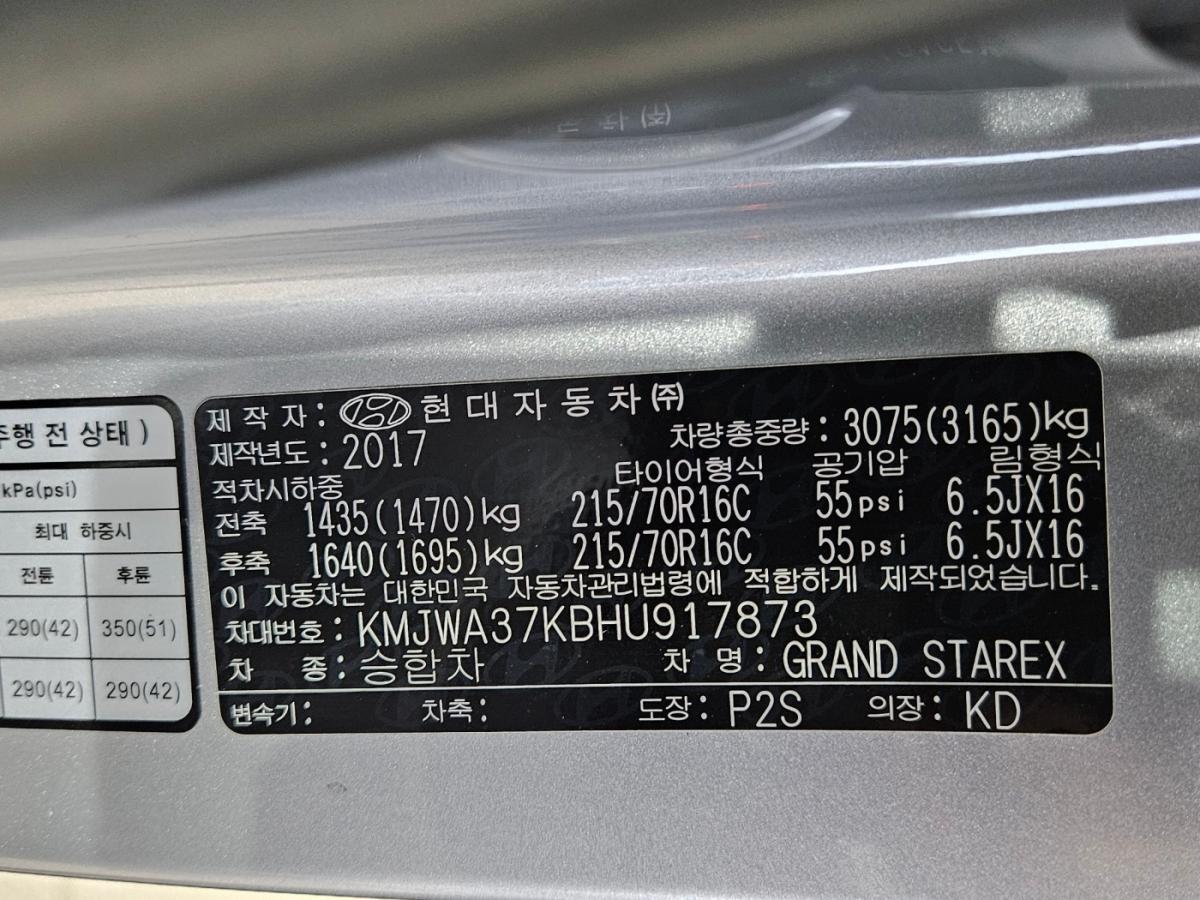 주행 전 상태 )
kPa(psi)
최대 하중시
전륜 후륜
290(42) 350(51)
290(42) 290(42)
제 작 자 : 현 대 자 동 차 ㈜
제작년도 : 2017 차량총중량 : 3075(3165)kg
적차시하중 타이어형식 공기압 림형식
전축 1435(1470)kg 215/70R16C 55psi 6.5JX16
후축 1640(1695)kg 215/70R16C 55psi 6.5JX16
이 자동차는 대한민국 자동차관리법령에 적합하게 제작되었습니다.
차대번호 : KMJWA37KBHU917873
차 종 : 승합차 차 명 : GRAND STAREX
변속기 : 차축 : 도장 : P2S 의장 : KD